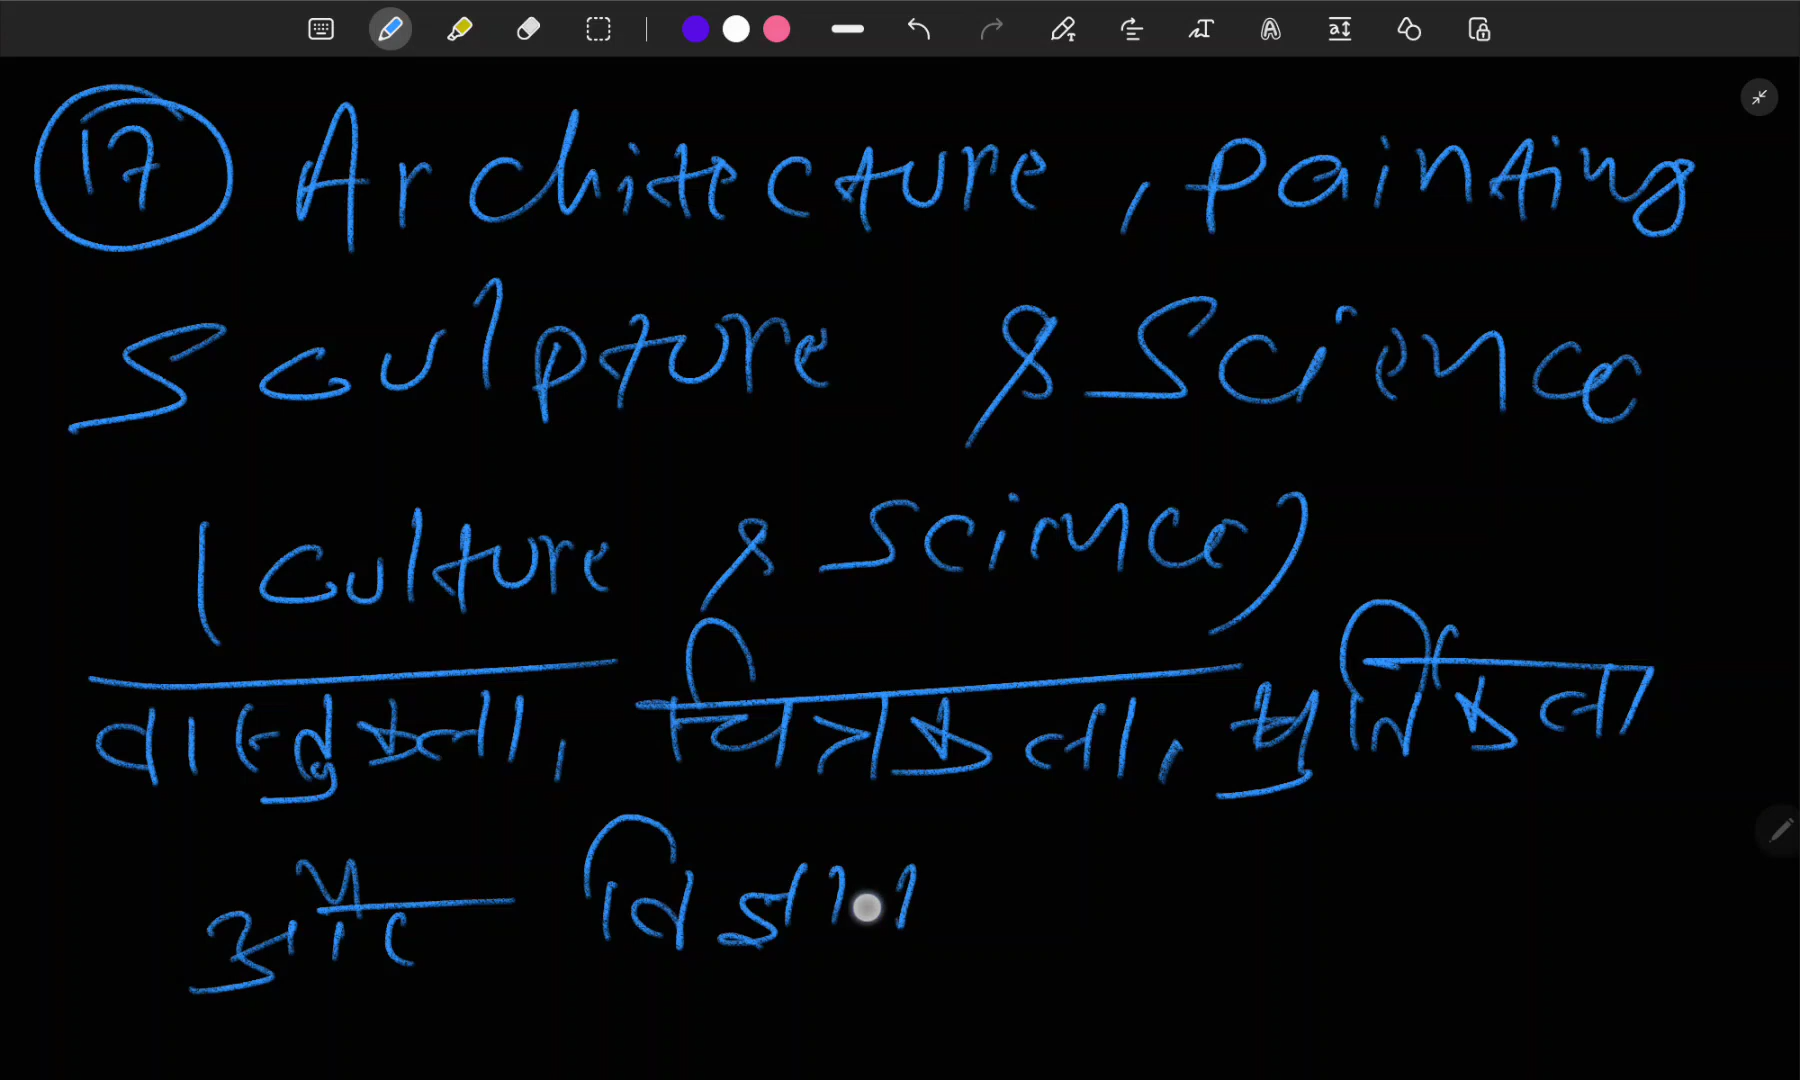 17 Architecture, painting
Sculpture & Science
(Culture & Science)
वास्तुकला, चित्रकला, मुर्तिकला
और विज्ञान